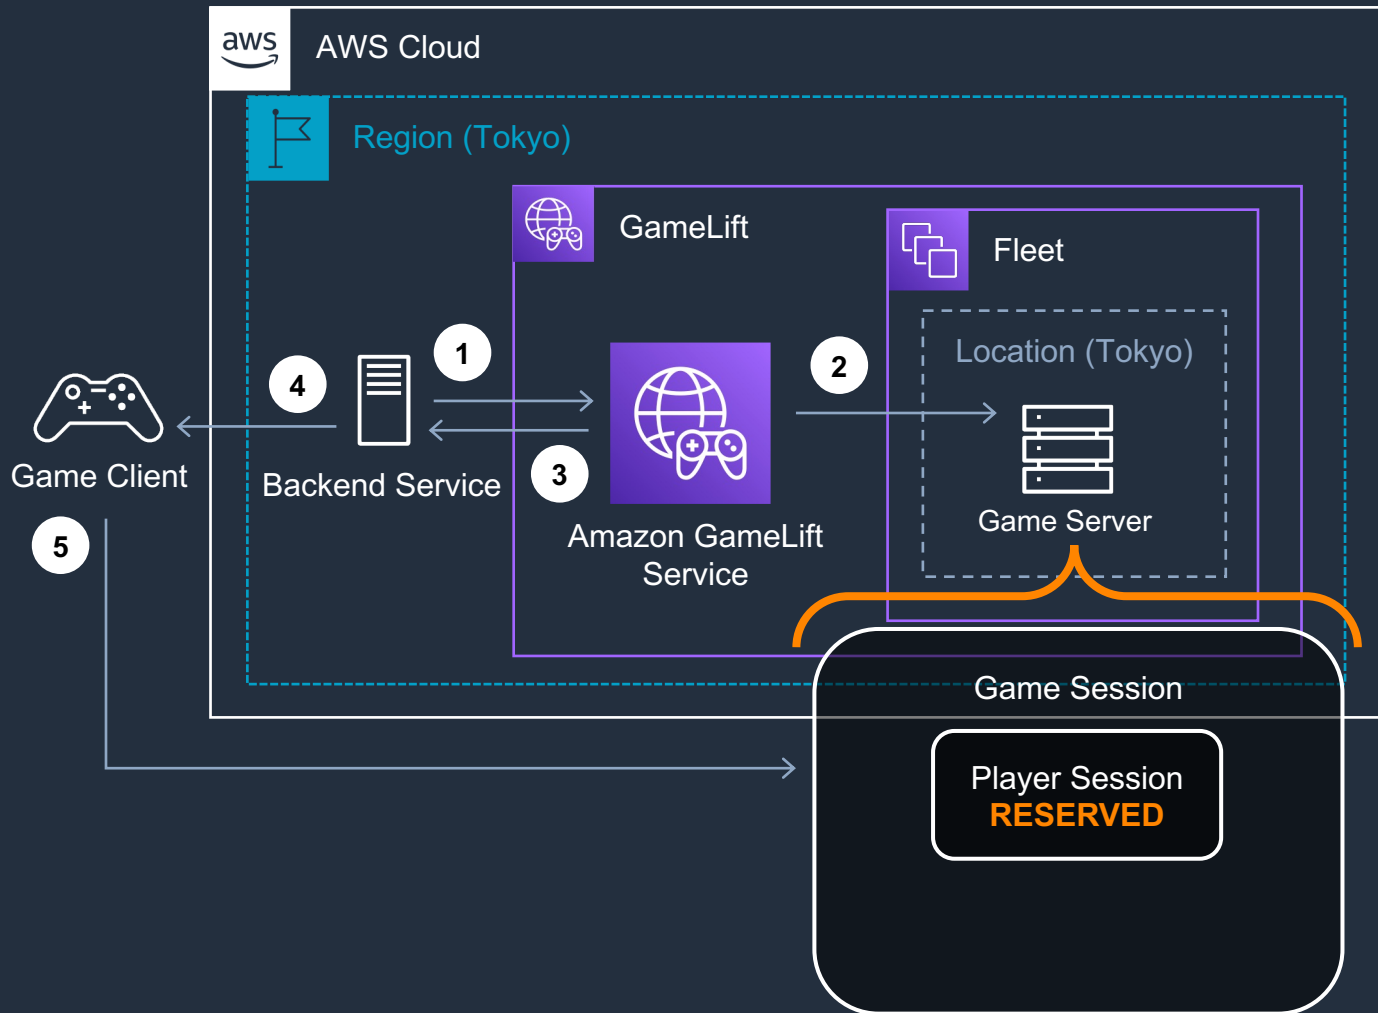 aws
AWS Cloud
Region (Tokyo)
GameLift
Fleet
Location (Tokyo)
1
2
4
3
Game Client
Backend Service
Amazon GameLift
Service
Game Server
5
Game Session
Player Session
RESERVED